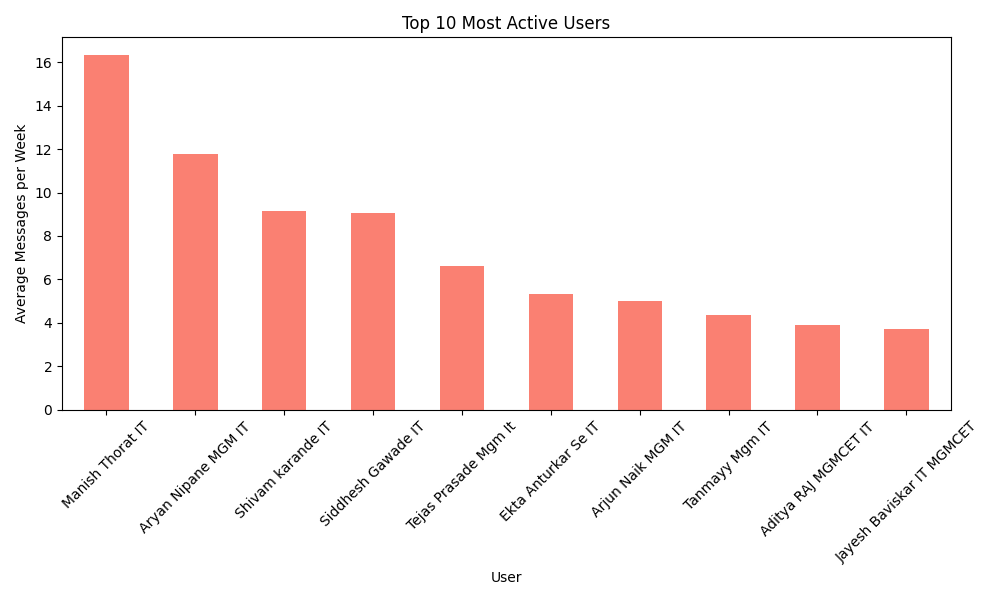 Top 10 Most Active Users
Average Messages per Week
16
14
12
10
8
6
4
2
0
Manish Thorat IT
Aryan Nipane MGM IT
Shivam karande IT
Siddhesh Gawade IT
Tejas Prasade Mgm It
Ekta Anturkar Se IT
Arjun Naik MGM IT
Tanmayy Mgm IT
Aditya RAJ MGMCET IT
Jayesh Baviskar IT MGMCET
User